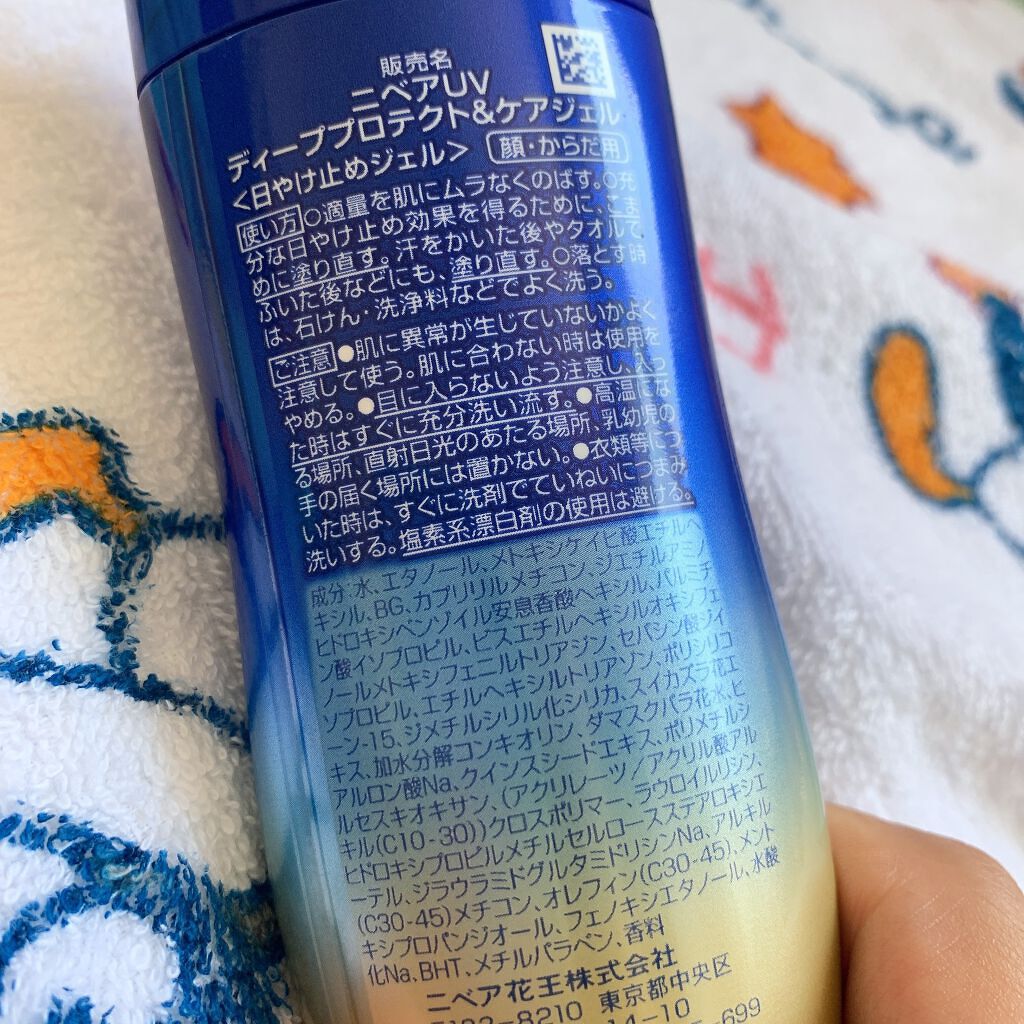 販売名
ニベアUV
ディーププロテクト&ケアジェル
<日やけ止めジェル> 顔・からだ用
使い方 ○適量を肌にムラなくのばす。○充
分な日やけ止め効果を得るために、こま
めに塗り直す。汗をかいた後やタオルで
ふいた後などにも、塗り直す。○落とす時
は、石けん・洗浄料などでよく洗う。
ご注意 ●肌に異常が生じていないかよく
注意して使う。肌に合わない時は使用を
やめる。●目に入らないよう注意し、入っ
た時はすぐに充分洗い流す。●高温にな
る場所、直射日光のあたる場所、乳幼児の
手の届く場所には置かない。●衣類等につ
いた時は、すぐに洗剤でていねいにつまみ
洗いする。塩素系漂白剤の使用は避ける。
成分:水、エタノール、メトキシケイヒ酸エチルヘ
キシル、BG、カプリリルメチコン、ジエチルアミノ
ヒドロキシベンゾイル安息香酸ヘキシル、パルミチ
ン酸イソプロピル、ビスエチルヘキシルオキシフェ
ノールメトキシフェニルトリアジン、セバシン酸ジイ
ソプロピル、エチルヘキシルトリアゾン、ポリシリコ
ーン-15、ジメチルシリル化シリカ、スイカズラ花エ
キス、加水分解コンキオリン、ダマスクバラ花水、ヒ
アルロン酸Na、クインスシードエキス、ポリメチルシ
ルセスキオキサン、(アクリレーツ/アクリル酸アル
キル(C10-30))クロスポリマー、ラウロイルリシン、
ヒドロキシプロピルメチルセルロースステアロキシエ
ーテル、ジラウラミドグルタミドリシンNa、アルキル
(C30-45)メチコン、オレフィン(C30-45)、メント
キシプロパンジオール、フェノキシエタノール、水酸
化Na、BHT、メチルパラベン、香料
ニベア花王株式会社
8210 東京都中央区
14-10
699